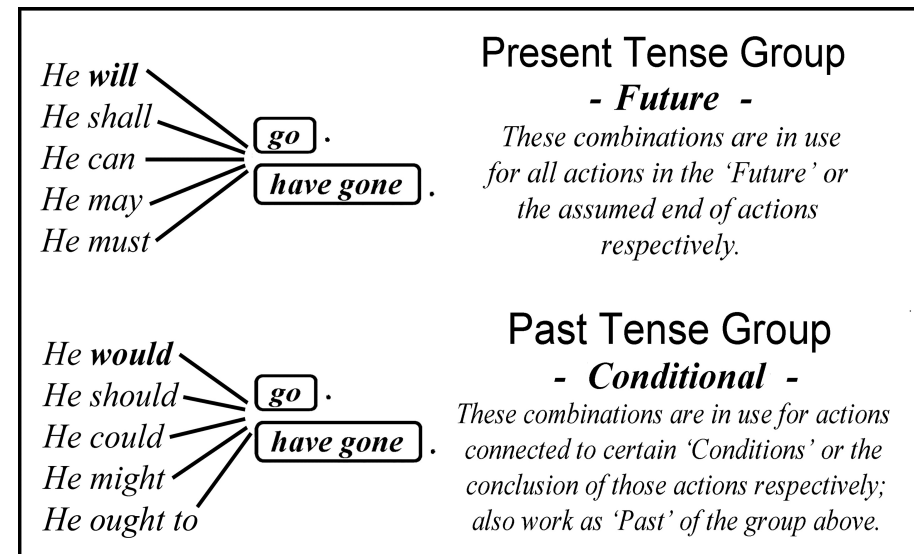 He will
He shall
He can
He may
He must
go .
have gone .
Present Tense Group
- Future -
These combinations are in use
for all actions in the ‘Future’ or
the assumed end of actions
respectively.
He would
He should
He could
He might
He ought to
go .
have gone .
Past Tense Group
- Conditional -
These combinations are in use for actions
connected to certain ‘Conditions’ or the
conclusion of those actions respectively;
also work as ‘Past’ of the group above.